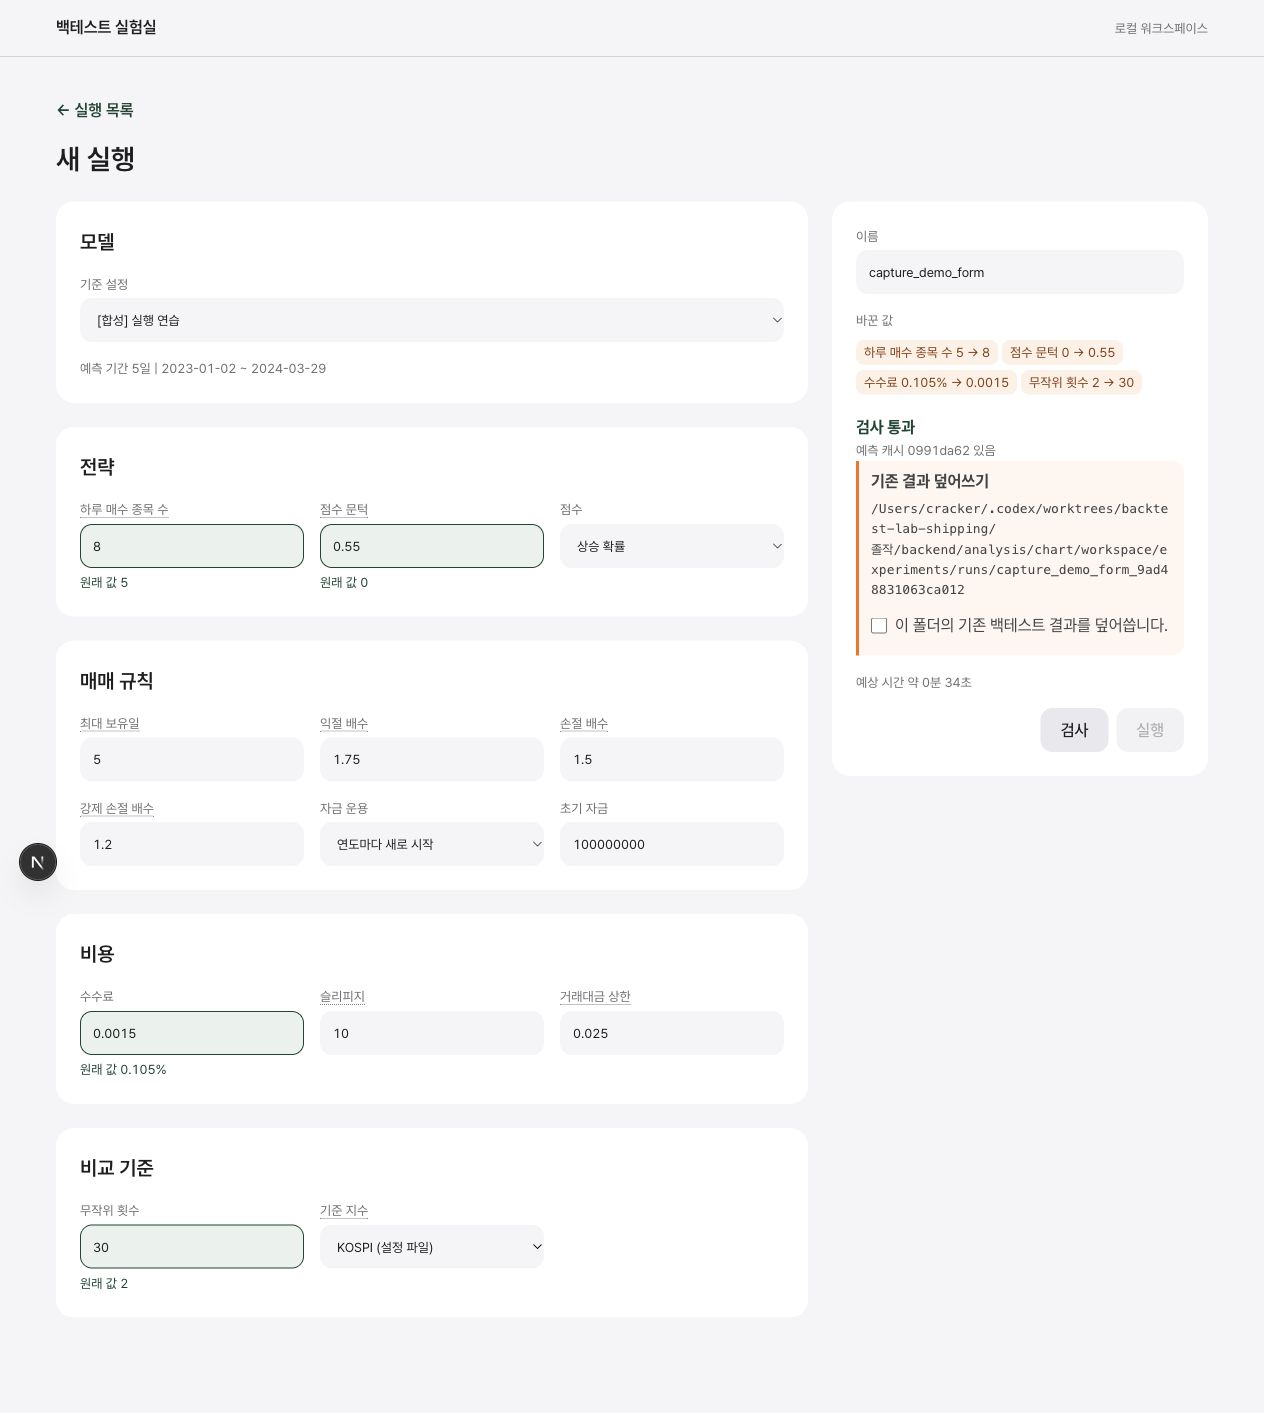 백테스트 실험실
로컬 워크스페이스
← 실행 목록
새 실행
모델
기준 설정
[합성] 실행 연습
예측 기간 5일 | 2023-01-02 ~ 2024-03-29
전략
하루 매수 종목 수
점수 문턱
점수
8
0.55
상승 확률
원래 값 5
원래 값 0
매매 규칙
최대 보유일
익절 배수
손절 배수
5
1.75
1.5
강제 손절 배수
자금 운용
초기 자금
1.2
연도마다 새로 시작
100000000
비용
수수료
슬리피지
거래대금 상한
0.0015
10
0.025
원래 값 0.105%
비교 기준
무작위 횟수
기준 지수
30
KOSPI (설정 파일)
원래 값 2
이름
capture_demo_form
바꾼 값
하루 매수 종목 수 5 → 8
점수 문턱 0 → 0.55
수수료 0.105% → 0.0015
무작위 횟수 2 → 30
검사 통과
예측 캐시 0991da62 있음
기존 결과 덮어쓰기
/Users/cracker/.codex/worktrees/backte
st-lab-shipping/
졸작/backend/analysis/chart/workspace/e
xperiments/runs/capture_demo_form_9ad4
8831063ca012
이 폴더의 기존 백테스트 결과를 덮어씁니다.
예상 시간 약 0분 34초
검사
실행
N